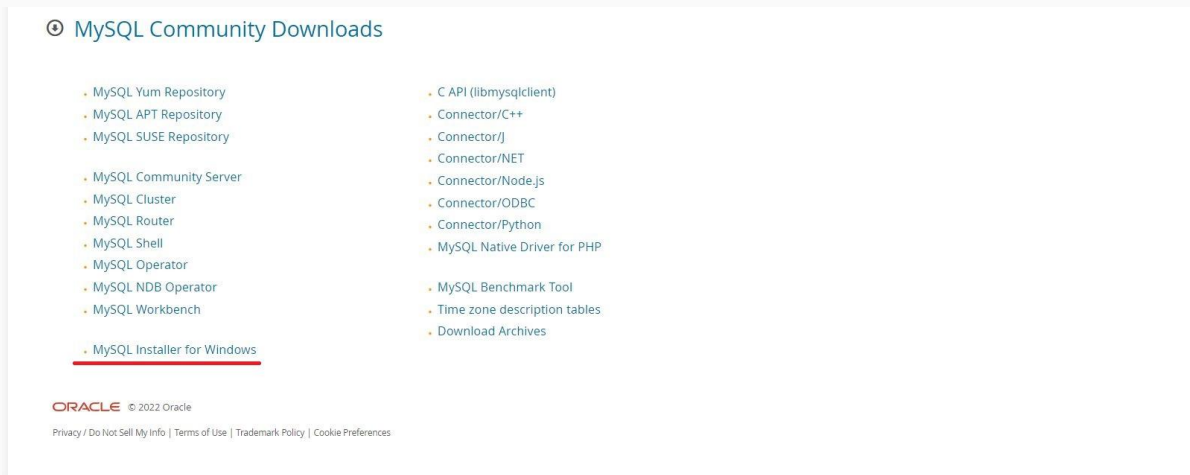 MySQL Community Downloads
MySQL Yum Repository
MySQL APT Repository
MySQL SUSE Repository
MySQL Community Server
MySQL Cluster
MySQL Router
MySQL Shell
MySQL Operator
MySQL NDB Operator
MySQL Workbench
MySQL Installer for Windows
C API (libmysqlclient)
Connector/C++
Connector/J
Connector/NET
Connector/Node.js
Connector/ODBC
Connector/Python
MySQL Native Driver for PHP
MySQL Benchmark Tool
Time zone description tables
Download Archives
ORACLE © 2022 Oracle
Privacy / Do Not Sell My Info | Terms of Use | Trademark Policy | Cookie Preferences